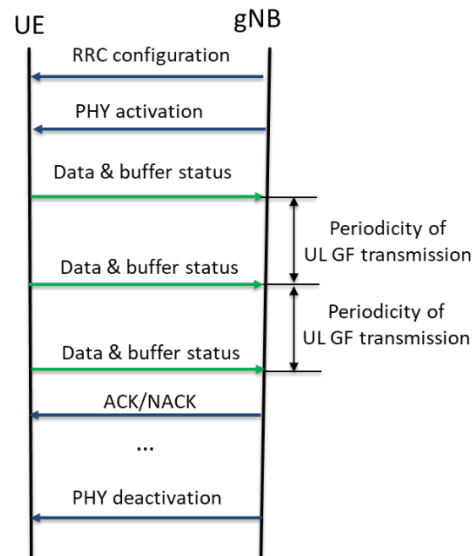 UE
gNB
RRC configuration
PHY activation
Data & buffer status
Periodicity of
UL GF transmission
Data & buffer status
Periodicity of
UL GF transmission
Data & buffer status
ACK/NACK
...
PHY deactivation